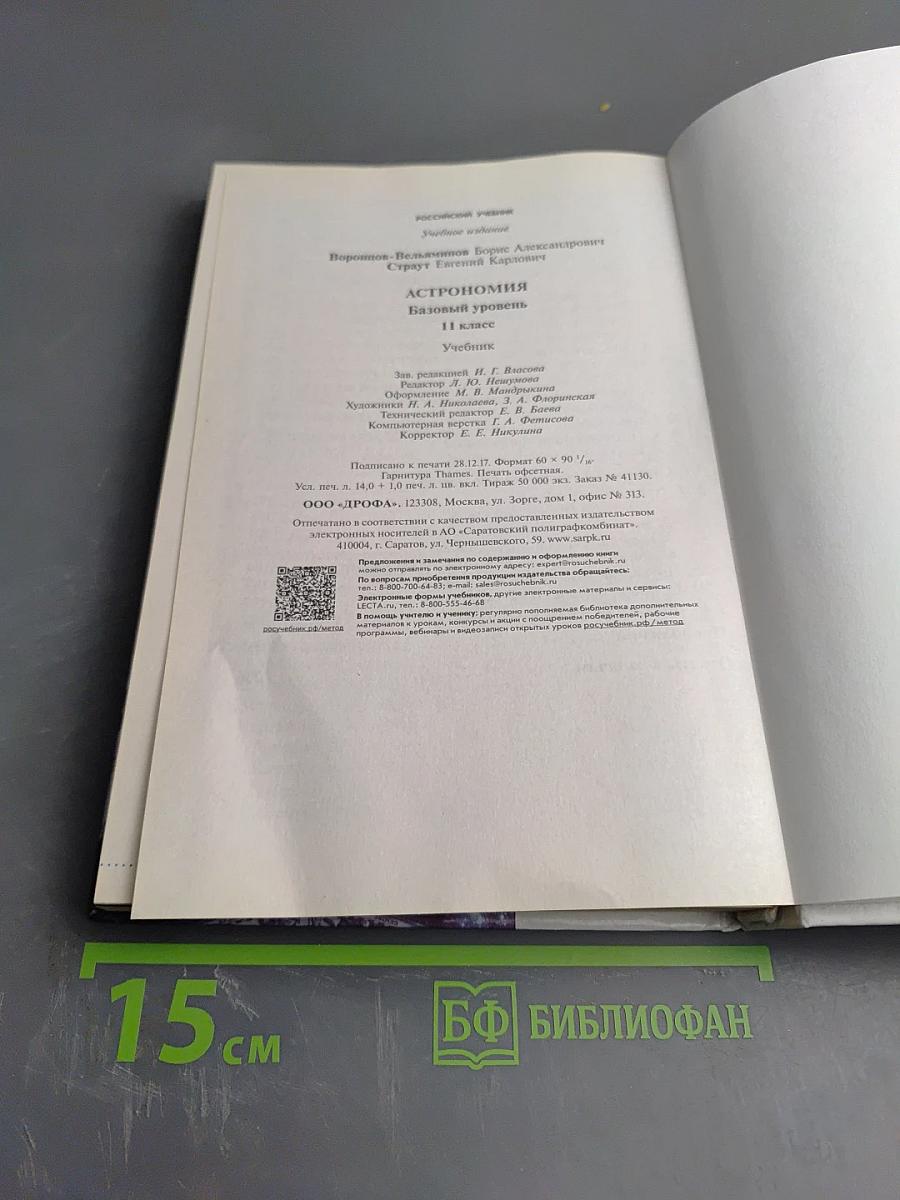 РОССИЙСКИЙ УЧЕБНИК
Учебное издание
Воронцов-Вельяминов Борис Александрович
Страут Евгений Карлович
АСТРОНОМИЯ
Базовый уровень
11 класс
Учебник
Зав. редакцией И. Г. Власова
Редактор Л. Ю. Нешумова
Оформление М. В. Мандрыкина
Художники Н. А. Николаева, З. А. Флоринская
Технический редактор Е. В. Баева
Компьютерная верстка Г. А. Фетисова
Корректор Е. Е. Никулина
Подписано к печати 28.12.17. Формат 60 × 90 1/16.
Гарнитура Thames. Печать офсетная.
Усл. печ. л. 14,0 + 1,0 печ. л. цв. вкл. Тираж 50 000 экз. Заказ № 41130.
ООО «ДРОФА». 123308, Москва, ул. Зорге, дом 1, офис № 313.
Отпечатано в соответствии с качеством предоставленных издательством
электронных носителей в АО «Саратовский полиграфкомбинат».
410004, г. Саратов, ул. Чернышевского, 59. www.sarpk.ru
Предложения и замечания по содержанию и оформлению книги
можно отправлять по электронному адресу: expert@rosuchebnik.ru
По вопросам приобретения продукции издательства обращайтесь:
тел.: 8-800-700-64-83; e-mail: sales@rosuchebnik.ru
Электронные формы учебников, другие электронные материалы и сервисы:
LECTA.ru, тел.: 8-800-555-46-68
В помощь учителю и ученику: регулярно пополняемая библиотека дополнительных
материалов к урокам, конкурсы и акции с поощрением победителей, рабочие
программы, вебинары и видеозаписи открытых уроков росучебник.рф/метод
росучебник.рф/метод
15 см
БФ БИБЛИОФАН